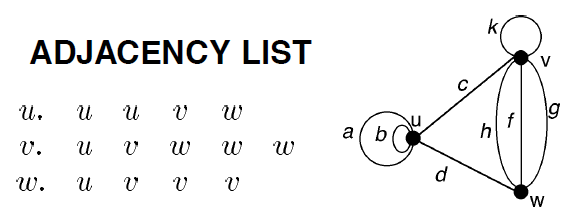 ADJACENCY LIST
u. u u v w
v. u v w w w
w. u v v v
k
v
c
u
a
b
h
f
g
d
w